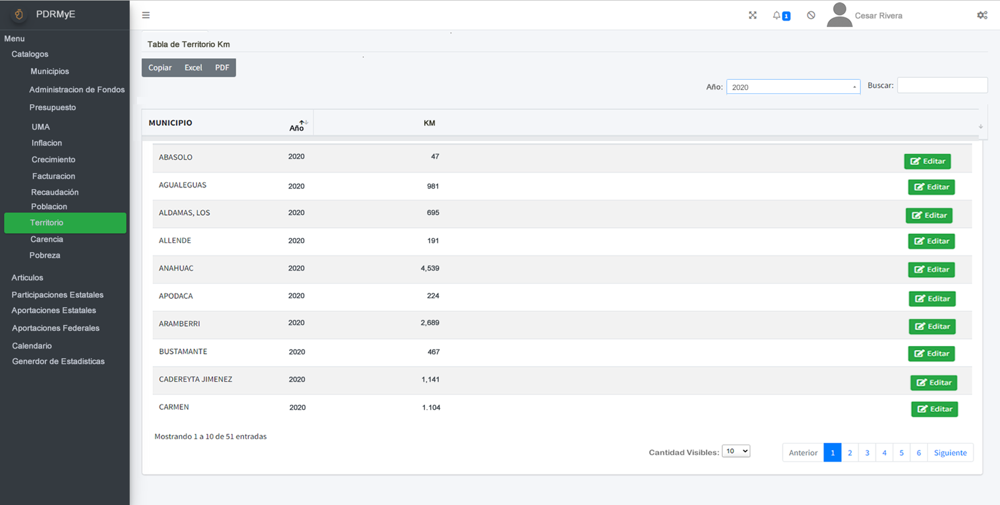 PDRMyE
1
Cesar Rivera
Menu
Catalogos
Municipios
Administracion de Fondos
Presupuesto
UMA
Inflacion
Crecimiento
Facturacion
Recaudación
Poblacion
Territorio
Carencia
Pobreza
Articulos
Participaciones Estatales
Aportaciones Estatales
Aportaciones Federales
Calendario
Generdor de Estadisticas
Tabla de Territorio Km
Copiar Excel PDF
Año: 2020 Buscar:
MUNICIPIO Año KM
ABASOLO 2020 47 Editar
AGUALEGUAS 2020 981 Editar
ALDAMAS, LOS 2020 695 Editar
ALLENDE 2020 191 Editar
ANAHUAC 2020 4,539 Editar
APODACA 2020 224 Editar
ARAMBERRI 2020 2,689 Editar
BUSTAMANTE 2020 467 Editar
CADEREYTA JIMENEZ 2020 1,141 Editar
CARMEN 2020 1.104 Editar
Mostrando 1 a 10 de 51 entradas
Cantidad Visibles: 10 Anterior 1 2 3 4 5 6 Siguiente